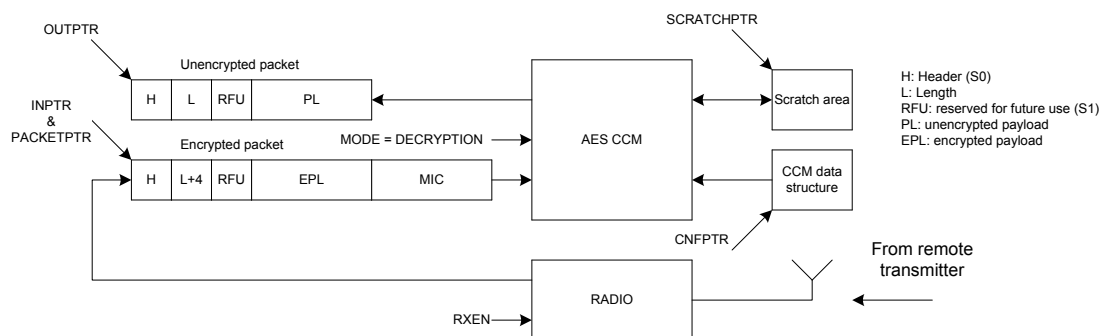 SCRATCHPTR
OUTPTR
Unencrypted packet
H L RFU PL
INPTR
&
PACKETPTR
MODE = DECRYPTION
AES CCM
Scratch area
H: Header (S0)
L: Length
RFU: reserved for future use (S1)
PL: unencrypted payload
EPL: encrypted payload
Encrypted packet
H L+4 RFU EPL MIC
CCM data
structure
CNFPTR
From remote
transmitter
RADIO
RXEN